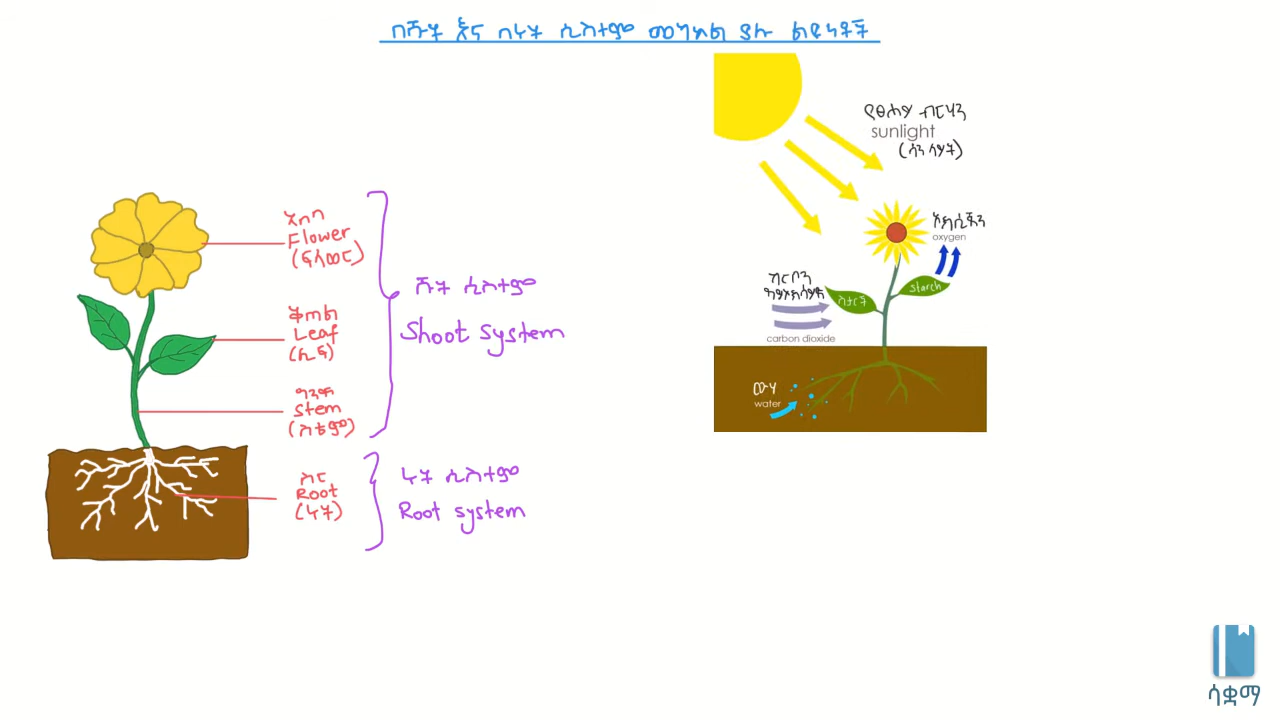 በሹት እና በሩት ሲስተም መካከል ያሉ ልዩነቶች
አበባ
Flower
(ፍላወር)
ቅጠል
Leaf
(ሊፍ)
ግንድ
Stem
(ስቴም)
ስር
Root
(ሩት)
ሹት ሲስተም
Shoot system
ሩት ሲስተም
Root system
የፀሐይ ብርሃን
sunlight
(ሳን ላይት)
ኦክሲጂን
oxygen
ካርቦን
ዳይኦክሳይድ
carbon dioxide
ስታርች
starch
ውሃ
water
ሳቋማ